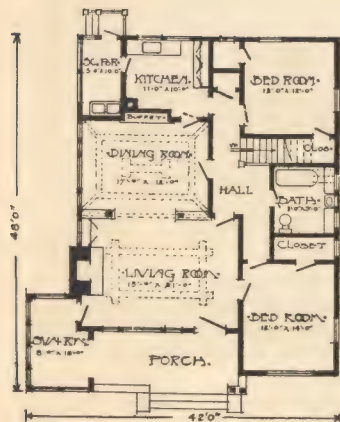 SC. POR.
KITCHEN.
11'-0" X 10'-0"
BED ROOM.
BUFFET
DINING ROOM
HALL
CLOS.
BATH.
CLOSET
LIVING ROOM
SUN RM.
BED ROOM.
PORCH.
48'0"
42'0"